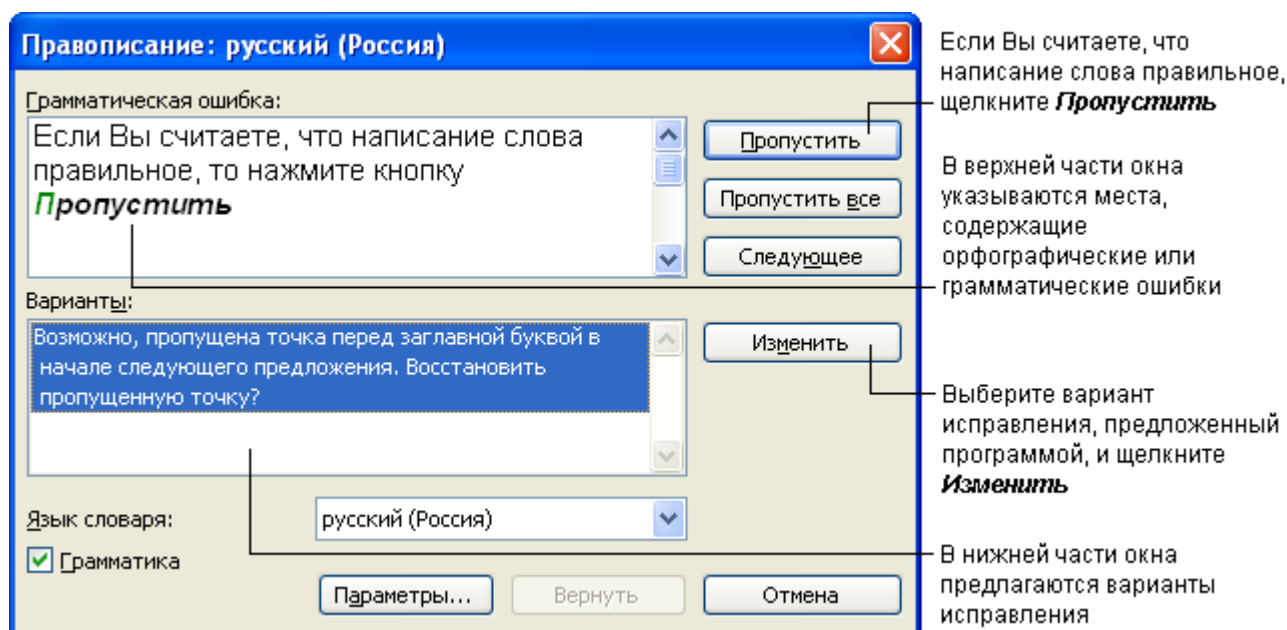 Правописание: русский (Россия)
Грамматическая ошибка:
Если Вы считаете, что написание слова
правильное, то нажмите кнопку
Пропустить
Пропустить
Пропустить все
Следующее
Варианты:
Возможно, пропущена точка перед заглавной буквой в
начале следующего предложения. Восстановить
пропущенную точку?
Изменить
Язык словаря:
русский (Россия)
Грамматика
Параметры...
Вернуть
Отмена
Если Вы считаете, что
написание слова правильное,
щелкните Пропустить
В верхней части окна
указываются места,
содержащие
орфографические или
грамматические ошибки
Выберите вариант
исправления, предложенный
программой, и щелкните
Изменить
В нижней части окна
предлагаются варианты
исправления